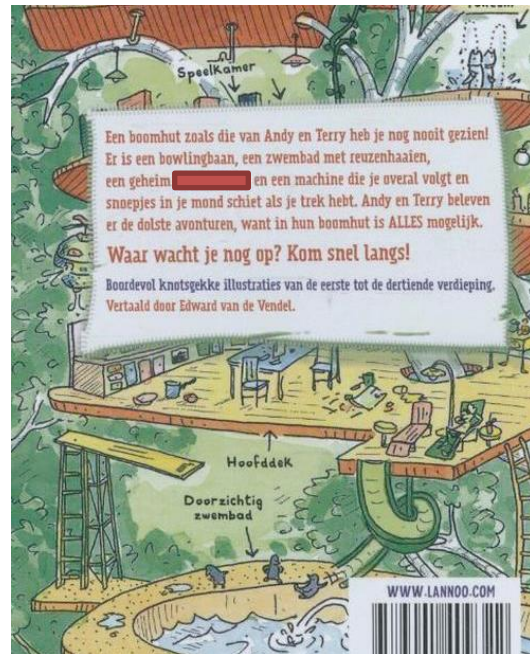 Speelkamer
Een boomhut zoals die van Andy en Terry heb je nog nooit gezien!
Er is een bowlingbaan, een zwembad met reuzenhaaien,
een geheim en een machine die je overal volgt en
snoepjes in je mond schiet als je trek hebt. Andy en Terry beleven
er de dolste avonturen, want in hun boomhut is ALLES mogelijk.
Waar wacht je nog op? Kom snel langs!
Boordevol knotsgekke illustraties van de eerste tot de dertiende verdieping.
Vertaald door Edward van de Vendel.
Hoofddek
Doorzichtig
zwembad
WWW.LANNOO.COM